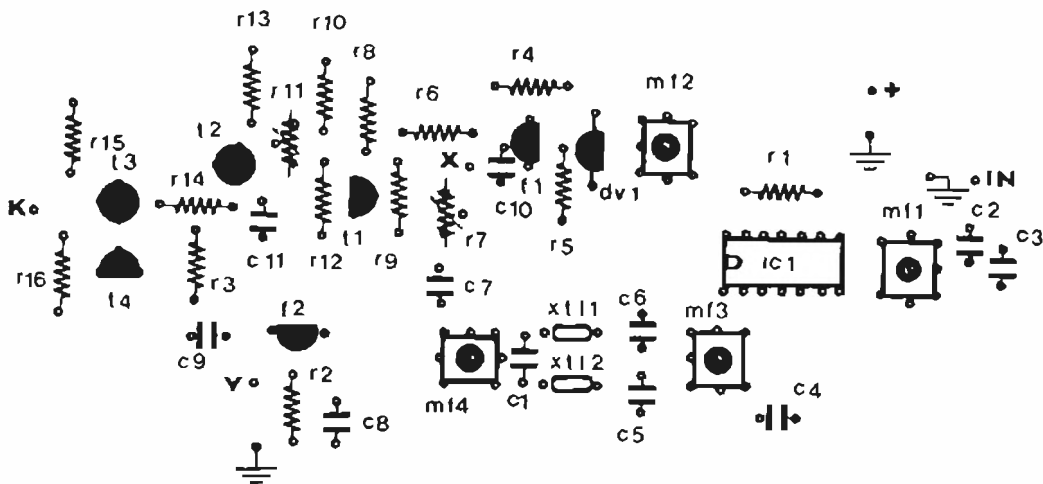 r13
r10
r8
r4
mf2
+
r11
r6
r15
t2
t3
X
r1
r14
c10
f1
dv1
IN
K
mf1
c2
c3
c11
r12
t1
r9
r7
r5
IC1
r16
t4
r3
c7
c6
f2
xtl1
mf3
c9
xtl2
r2
Y
mf4
c1
c4
c8
c5